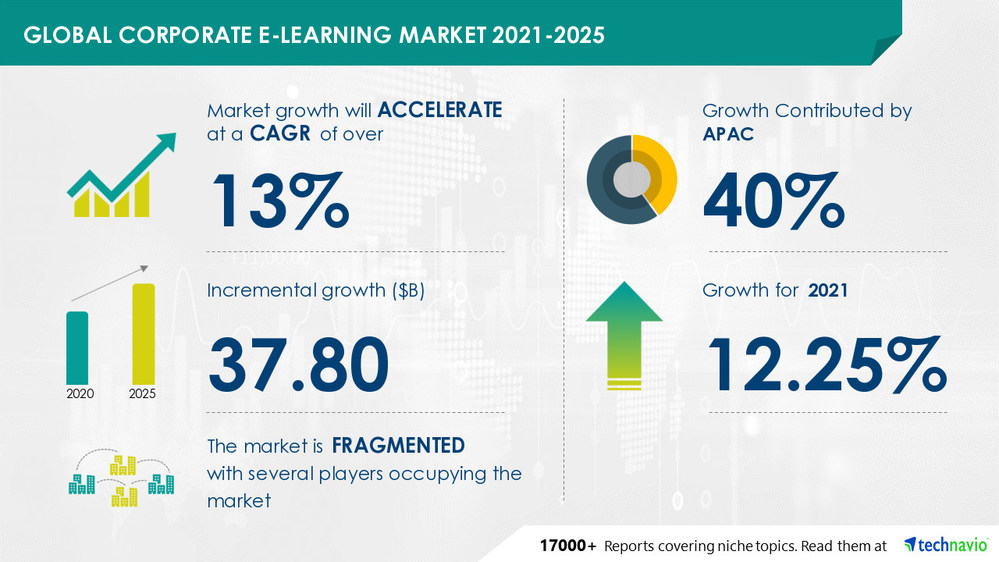 GLOBAL CORPORATE E-LEARNING MARKET 2021-2025
Market growth will ACCELERATE
at a CAGR of over
13%
Incremental growth ($B)
37.80
2020
2025
The market is FRAGMENTED
with several players occupying the
market
Growth Contributed by
APAC
40%
Growth for 2021
12.25%
17000+ Reports covering niche topics. Read them at
technavio